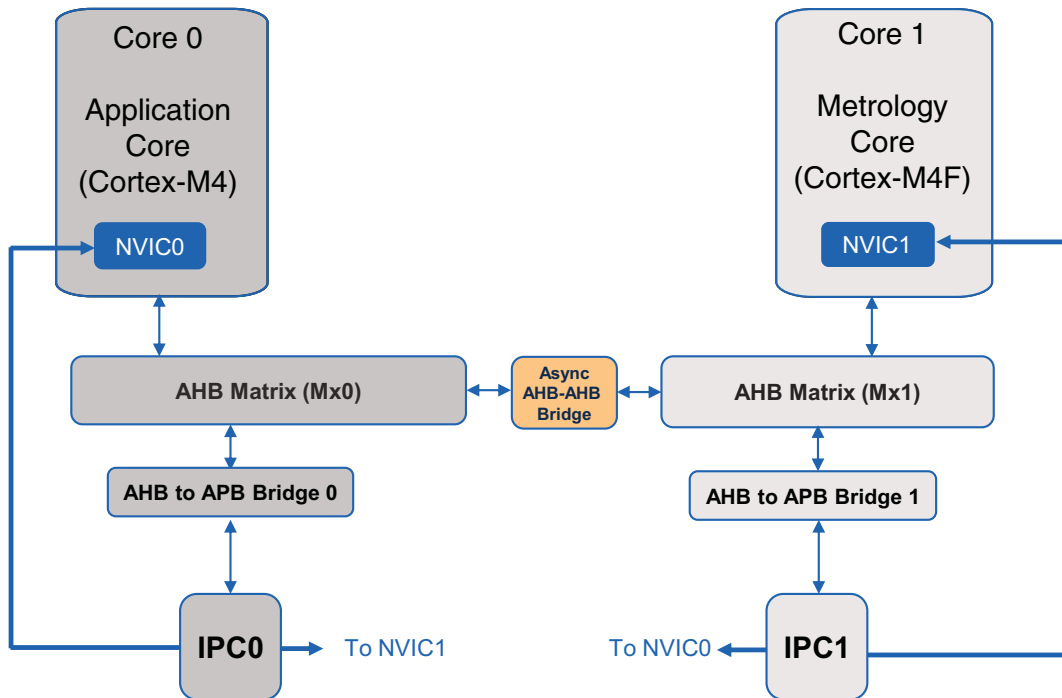 Core 0
Application
Core
(Cortex-M4)
NVIC0
Core 1
Metrology
Core
(Cortex-M4F)
NVIC1
AHB Matrix (Mx0)
Async
AHB-AHB
Bridge
AHB Matrix (Mx1)
AHB to APB Bridge 0
AHB to APB Bridge 1
IPC0
To NVIC1
To NVIC0
IPC1